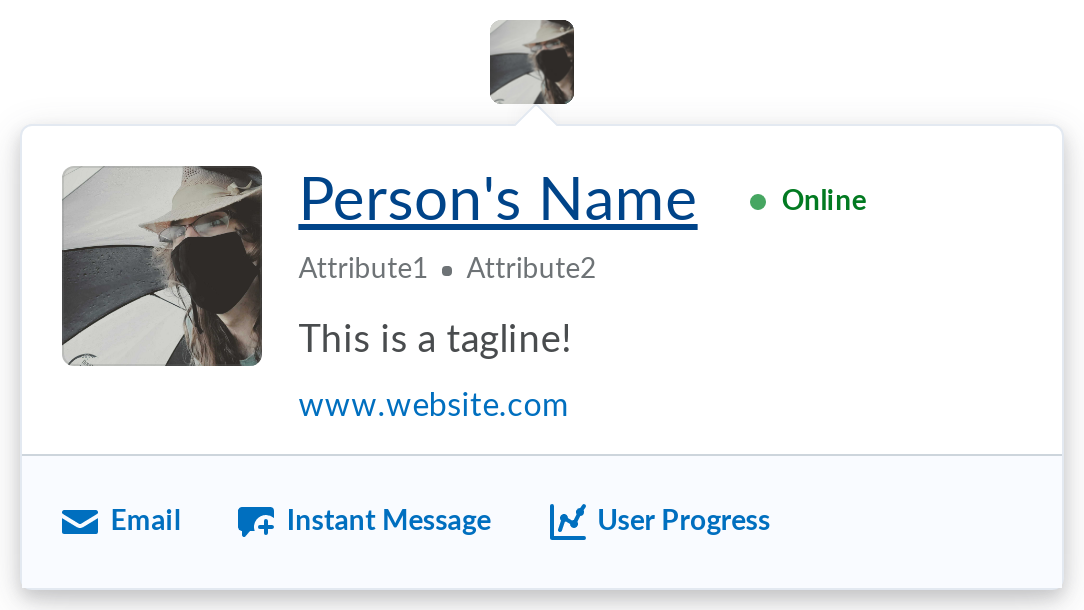 Person's Name
Online
Attribute1 • Attribute2
This is a tagline!
www.website.com
Email
Instant Message
User Progress